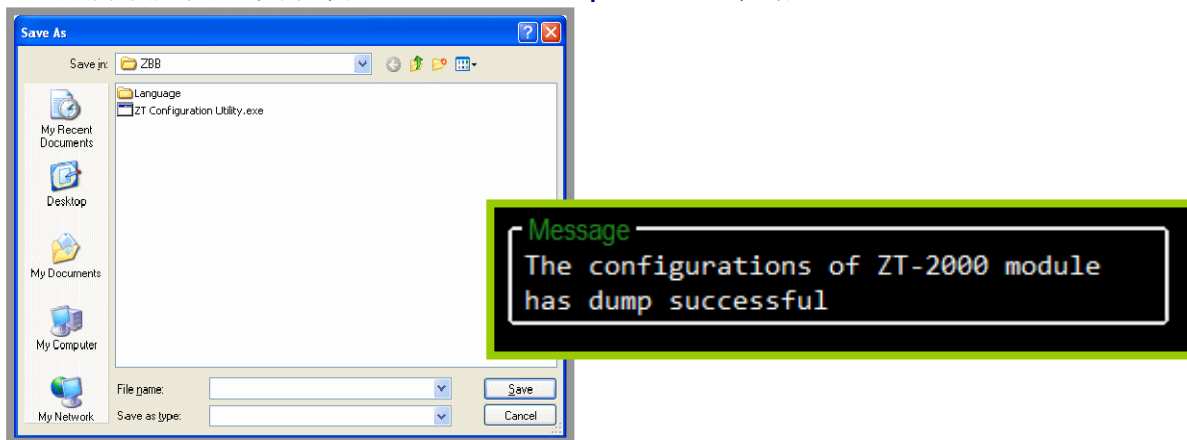 Save As
Save in:
ZBB
Language
ZT Configuration Utility.exe
My Recent
Documents
Desktop
My Documents
My Computer
My Network
File name:
Save
Save as type:
Cancel
Message
The configurations of ZT-2000 module
has dump successful